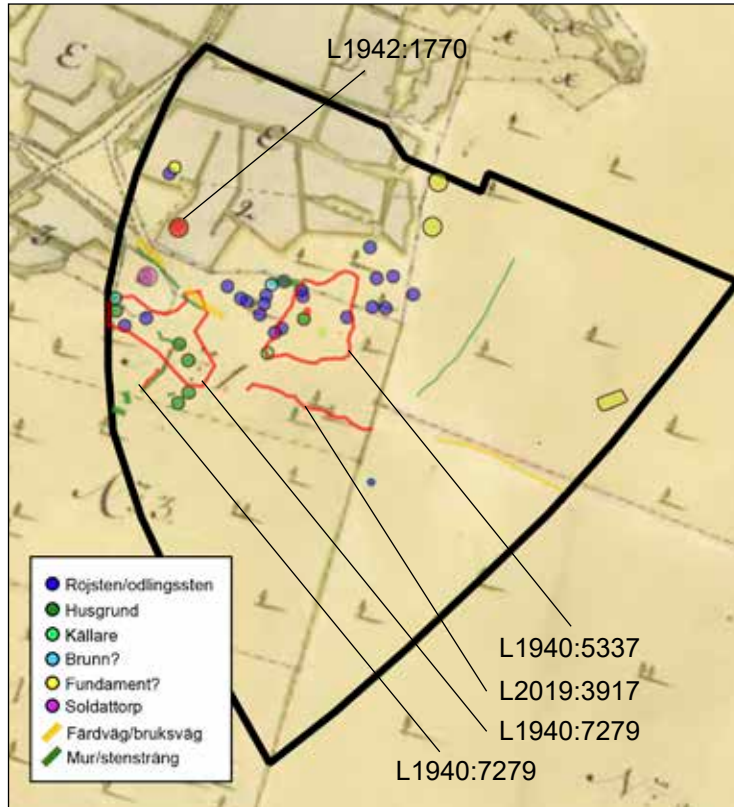 L1942:1770
Röjsten/odlingssten
Husgrund
Källare
Brunn?
Fundament?
Soldattorp
Färdväg/bruksväg
Mur/stensträng
L1940:5337
L2019:3917
L1940:7279
L1940:7279